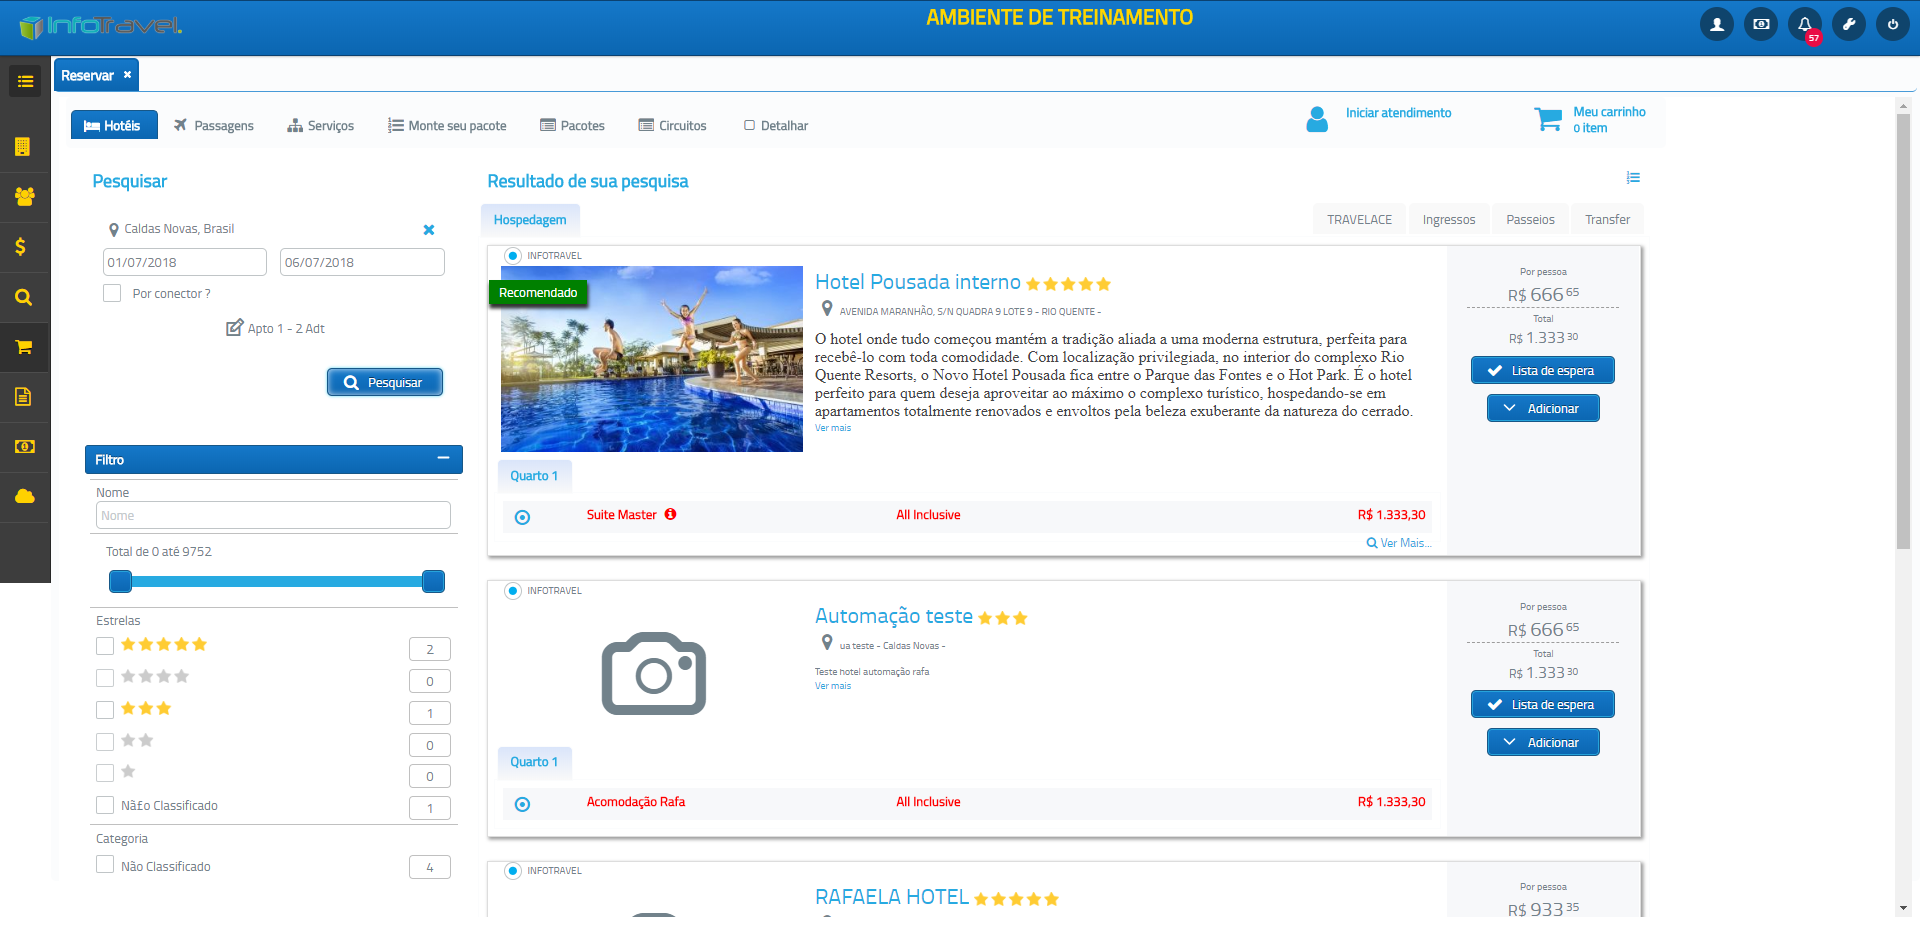 InfoTravel.
AMBIENTE DE TREINAMENTO
57
Reservar ×
Hotéis
Passagens
Serviços
Monte seu pacote
Pacotes
Circuitos
Detalhar
Iniciar atendimento
Meu carrinho
0 item
Pesquisar
Caldas Novas, Brasil
01/07/2018
06/07/2018
Por conector ?
Apto 1 - 2 Adt
Pesquisar
Filtro
Nome
Nome
Total de 0 até 9752
Estrelas
2
0
1
0
0
Nã£o Classificado 1
Categoria
Não Classificado 4
Resultado de sua pesquisa
Hospedagem
TRAVELACE
Ingressos
Passeios
Transfer
INFOTRAVEL
Recomendado
Hotel Pousada interno
AVENIDA MARANHÃO, S/N QUADRA 9 LOTE 9 - RIO QUENTE -
O hotel onde tudo começou mantém a tradição aliada a uma moderna estrutura, perfeita para
recebê-lo com toda comodidade. Com localização privilegiada, no interior do complexo Rio
Quente Resorts, o Novo Hotel Pousada fica entre o Parque das Fontes e o Hot Park. É o hotel
perfeito para quem deseja aproveitar ao máximo o complexo turístico, hospedando-se em
apartamentos totalmente renovados e envoltos pela beleza exuberante da natureza do cerrado.
Ver mais
Por pessoa
R$ 666 65
Total
R$ 1.333 30
Lista de espera
Adicionar
Quarto 1
Suite Master All Inclusive R$ 1.333,30
Ver Mais...
INFOTRAVEL
Automação teste
ua teste - Caldas Novas -
Teste hotel automação rafa
Ver mais
Por pessoa
R$ 666 65
Total
R$ 1.333 30
Lista de espera
Adicionar
Quarto 1
Acomodação Rafa All Inclusive R$ 1.333,30
INFOTRAVEL
RAFAELA HOTEL
Por pessoa
R$ 933 35